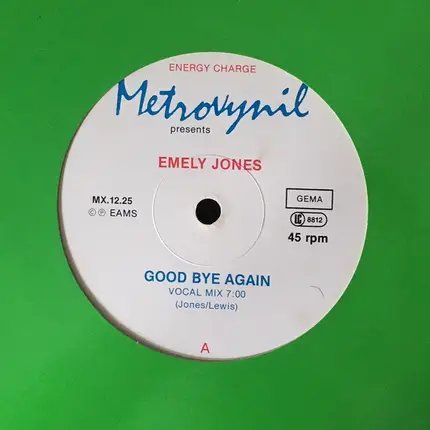 ENERGY CHARGE
Metrovynil
presents
EMELY JONES
MX.12.25
© ℗ EAMS
GEMA
LC 8812
45 rpm
GOOD BYE AGAIN
VOCAL MIX 7:00
(Jones/Lewis)
A